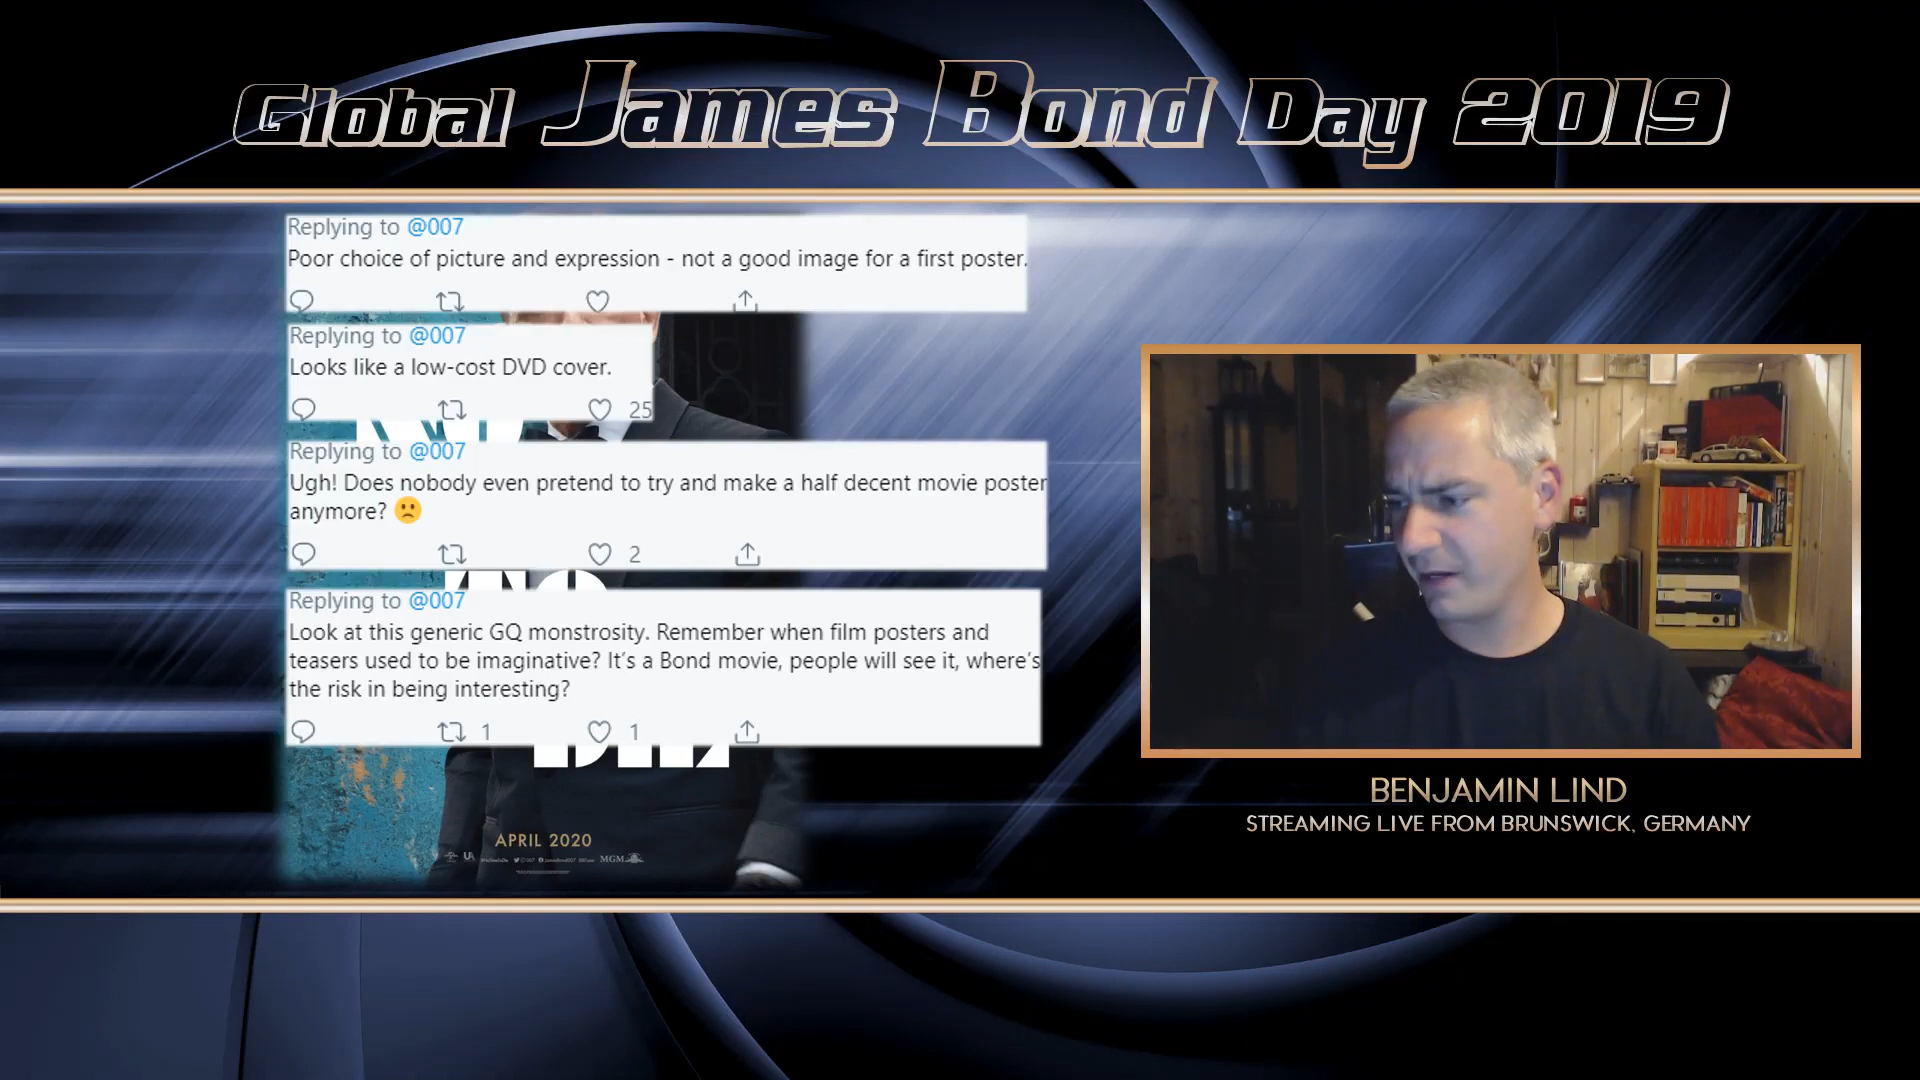 Global James Bond Day 2019
Replying to @007
Poor choice of picture and expression - not a good image for a first poster.
Replying to @007
Looks like a low-cost DVD cover.
25
Replying to @007
Ugh! Does nobody even pretend to try and make a half decent movie poster
anymore? 🙁
2
Replying to @007
Look at this generic GQ monstrosity. Remember when film posters and
teasers used to be imaginative? It's a Bond movie, people will see it, where's
the risk in being interesting?
1 1
APRIL 2020
MGM
BENJAMIN LIND
STREAMING LIVE FROM BRUNSWICK, GERMANY